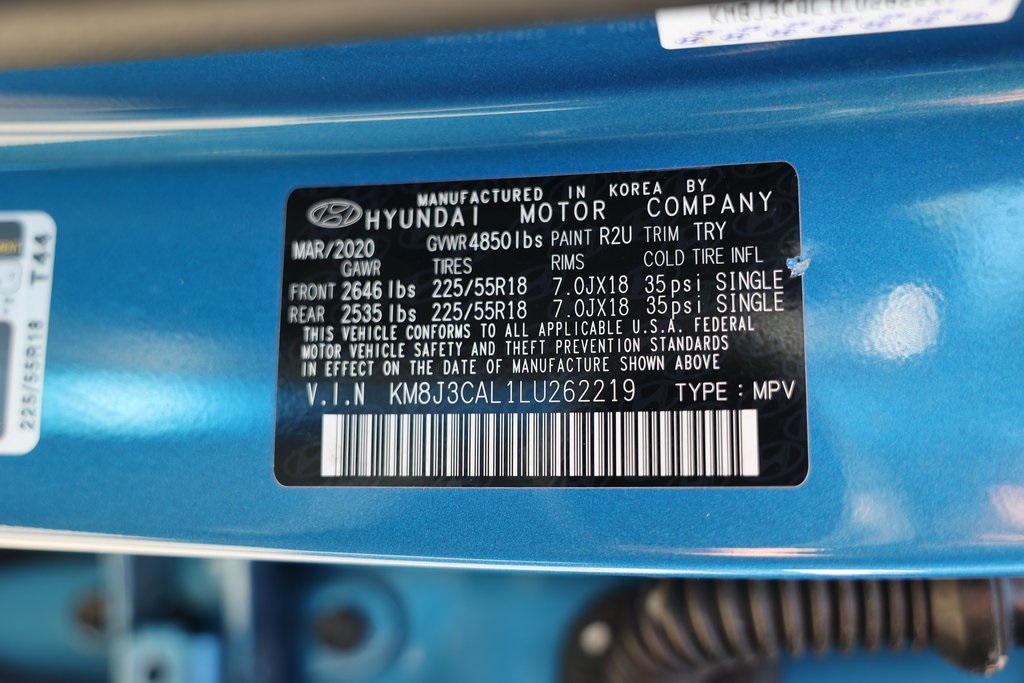 MANUFACTURED IN KOREA BY
HYUNDAI MOTOR COMPANY
MAR/2020 GVWR 4850 lbs PAINT R2U TRIM TRY
GAWR TIRES RIMS COLD TIRE INFL
FRONT 2646 lbs 225/55R18 7.0JX18 35psi SINGLE
REAR 2535 lbs 225/55R18 7.0JX18 35psi SINGLE
THIS VEHICLE CONFORMS TO ALL APPLICABLE U.S.A. FEDERAL
MOTOR VEHICLE SAFETY AND THEFT PREVENTION STANDARDS
IN EFFECT ON THE DATE OF MANUFACTURE SHOWN ABOVE
V.I.N KM8J3CAL1LU262219 TYPE : MPV
225/55R18 T44